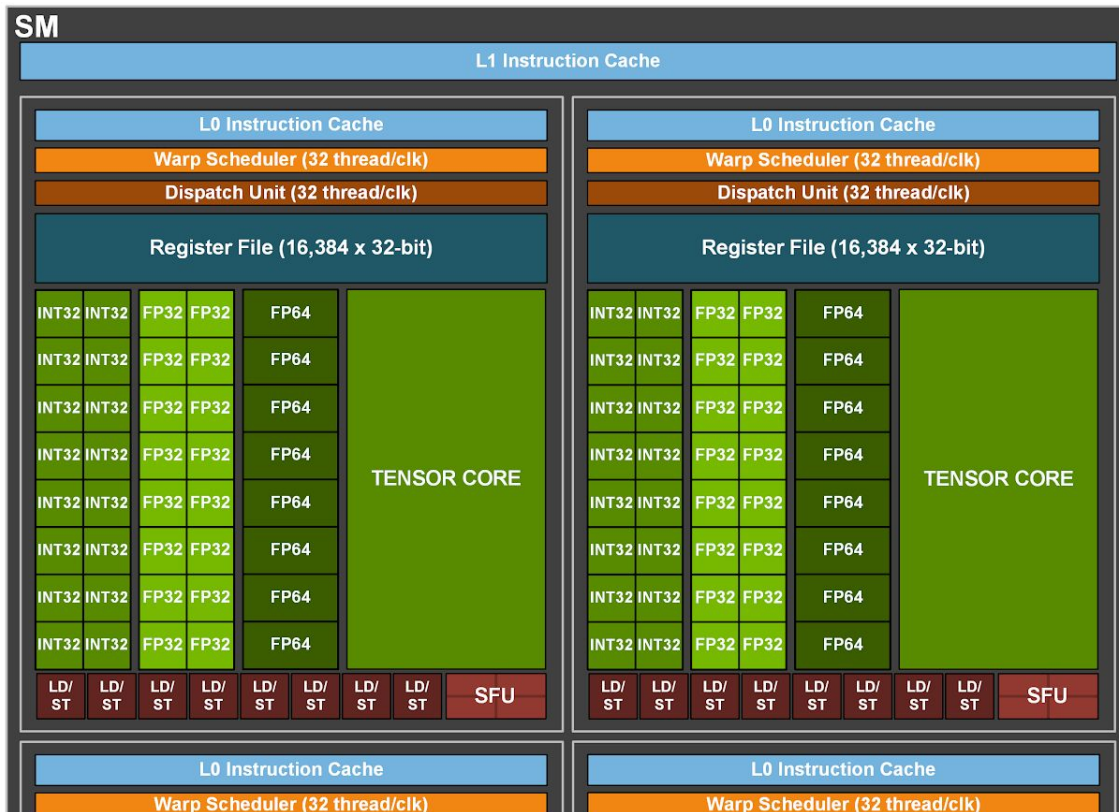 SM
L1 Instruction Cache
L0 Instruction Cache
Warp Scheduler (32 thread/clk)
Dispatch Unit (32 thread/clk)
Register File (16,384 x 32-bit)
INT32 INT32 FP32 FP32 FP64
INT32 INT32 FP32 FP32 FP64
INT32 INT32 FP32 FP32 FP64
INT32 INT32 FP32 FP32 FP64
INT32 INT32 FP32 FP32 FP64
INT32 INT32 FP32 FP32 FP64
INT32 INT32 FP32 FP32 FP64
INT32 INT32 FP32 FP32 FP64
TENSOR CORE
LD/ LD/ LD/ LD/ LD/ LD/ LD/ LD/
ST ST ST ST ST ST ST ST
SFU
L0 Instruction Cache
Warp Scheduler (32 thread/clk)
Dispatch Unit (32 thread/clk)
Register File (16,384 x 32-bit)
INT32 INT32 FP32 FP32 FP64
INT32 INT32 FP32 FP32 FP64
INT32 INT32 FP32 FP32 FP64
INT32 INT32 FP32 FP32 FP64
INT32 INT32 FP32 FP32 FP64
INT32 INT32 FP32 FP32 FP64
INT32 INT32 FP32 FP32 FP64
INT32 INT32 FP32 FP32 FP64
TENSOR CORE
LD/ LD/ LD/ LD/ LD/ LD/ LD/ LD/
ST ST ST ST ST ST ST ST
SFU
L0 Instruction Cache
Warp Scheduler (32 thread/clk)
L0 Instruction Cache
Warp Scheduler (32 thread/clk)